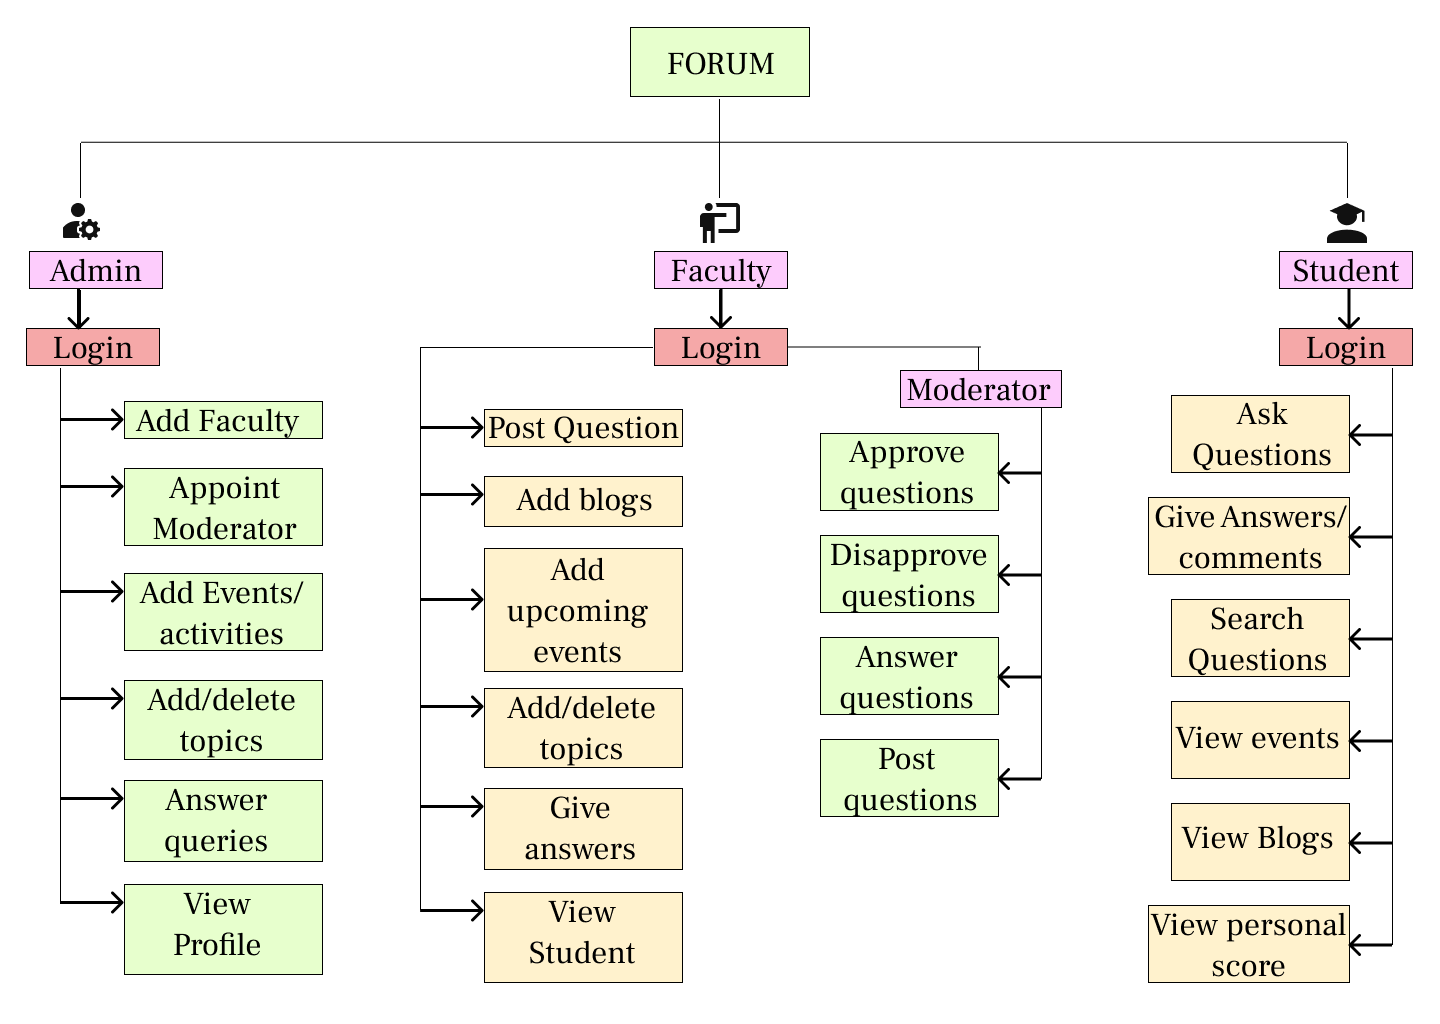 FORUM
Admin
Login
Add Faculty
Appoint
Moderator
Add Events/
activities
Add/delete
topics
Answer
queries
View
Profile
Faculty
Login
Post Question
Add blogs
Add
upcoming
events
Add/delete
topics
Give
answers
View
Student
Moderator
Approve
questions
Disapprove
questions
Answer
questions
Post
questions
Student
Login
Ask
Questions
Give Answers/
comments
Search
Questions
View events
View Blogs
View personal
score